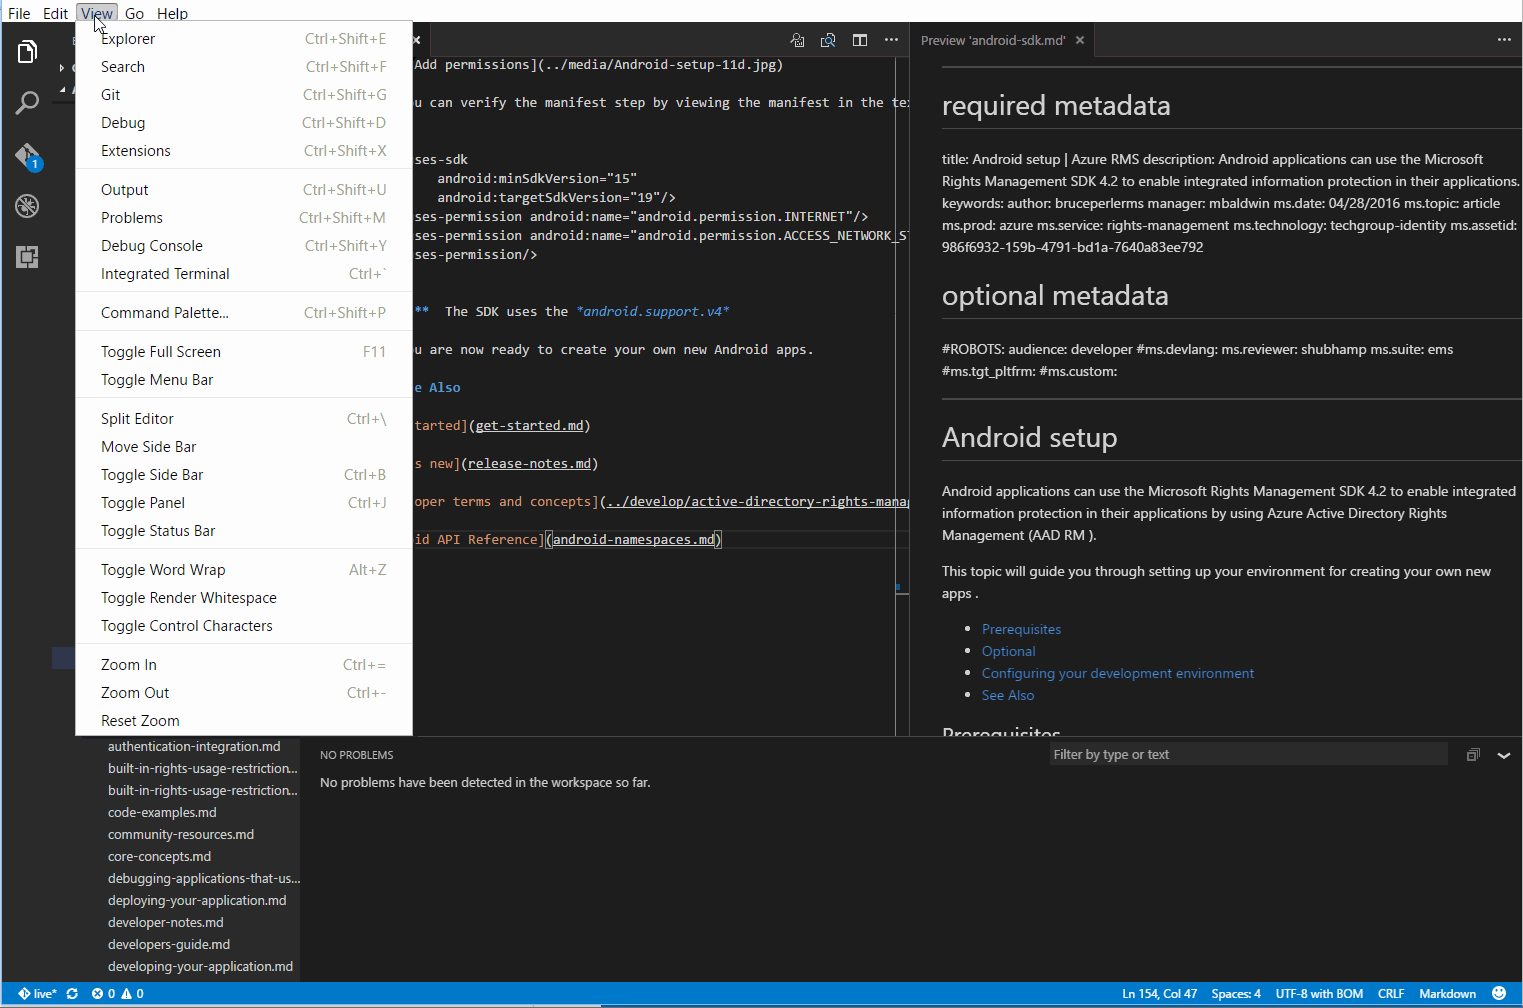 File Edit View Go Help
Explorer Ctrl+Shift+E
Search Ctrl+Shift+F
Git Ctrl+Shift+G
Debug Ctrl+Shift+D
Extensions Ctrl+Shift+X
Output Ctrl+Shift+U
Problems Ctrl+Shift+M
Debug Console Ctrl+Shift+Y
Integrated Terminal Ctrl+`
Command Palette... Ctrl+Shift+P
Toggle Full Screen F11
Toggle Menu Bar
Split Editor Ctrl+\
Move Side Bar
Toggle Side Bar Ctrl+B
Toggle Panel Ctrl+J
Toggle Status Bar
Toggle Word Wrap Alt+Z
Toggle Render Whitespace
Toggle Control Characters
Zoom In Ctrl+=
Zoom Out Ctrl+-
Reset Zoom
1
authentication-integration.md
built-in-rights-usage-restriction...
built-in-rights-usage-restriction...
code-examples.md
community-resources.md
core-concepts.md
debugging-applications-that-us...
deploying-your-application.md
developer-notes.md
developers-guide.md
developing-your-application.md
Add permissions](../media/Android-setup-11d.jpg)
u can verify the manifest step by viewing the manifest in the te
ses-sdk
android:minSdkVersion="15"
android:targetSdkVersion="19"/>
ses-permission android:name="android.permission.INTERNET"/>
ses-permission android:name="android.permission.ACCESS_NETWORK_ST
ses-permission/>
** The SDK uses the *android.support.v4*
u are now ready to create your own new Android apps.
e Also
tarted](get-started.md)
s new](release-notes.md)
oper terms and concepts](../develop/active-directory-rights-mana
id API Reference](android-namespaces.md)
Preview 'android-sdk.md'
required metadata
title: Android setup | Azure RMS description: Android applications can use the Microsoft
Rights Management SDK 4.2 to enable integrated information protection in their applications.
keywords: author: bruceperlerms manager: mbaldwin ms.date: 04/28/2016 ms.topic: article
ms.prod: azure ms.service: rights-management ms.technology: techgroup-identity ms.assetid:
986f6932-159b-4791-bd1a-7640a83ee792
optional metadata
#ROBOTS: audience: developer #ms.devlang: ms.reviewer: shubhamp ms.suite: ems
#ms.tgt_pltfrm: #ms.custom:
Android setup
Android applications can use the Microsoft Rights Management SDK 4.2 to enable integrated
information protection in their applications by using Azure Active Directory Rights
Management (AAD RM ).
This topic will guide you through setting up your environment for creating your own new
apps .
Prerequisites
Optional
Configuring your development environment
See Also
Prerequisites
NO PROBLEMS Filter by type or text
No problems have been detected in the workspace so far.
live* 0 0 Ln 154, Col 47 Spaces: 4 UTF-8 with BOM CRLF Markdown